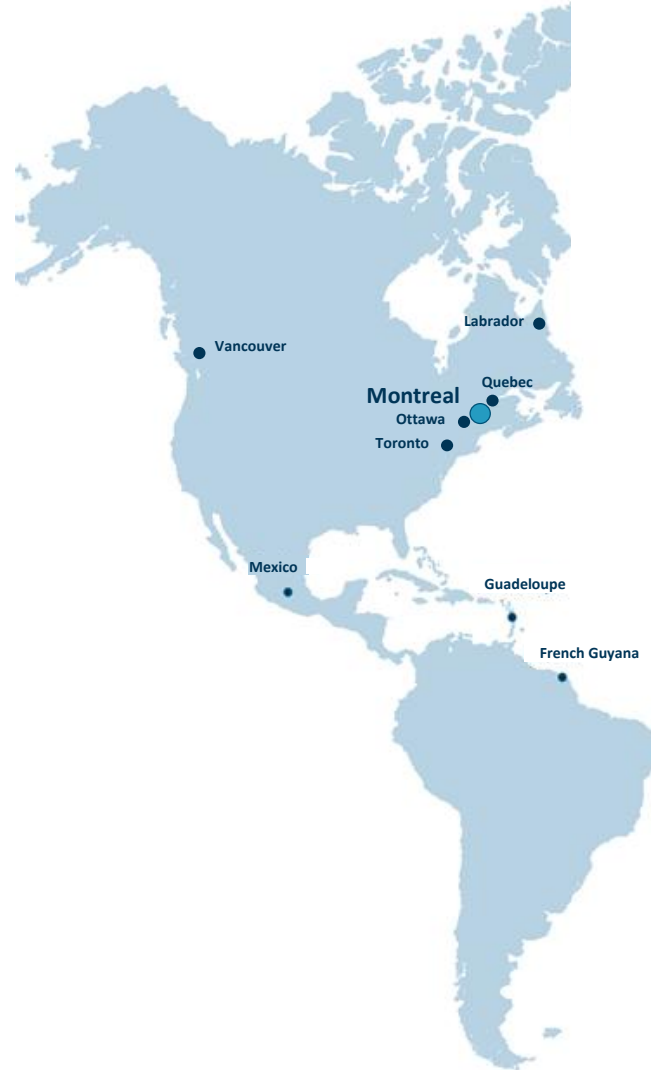 Labrador
Vancouver
Quebec
Montreal
Ottawa
Toronto
Mexico
Guadeloupe
French Guyana